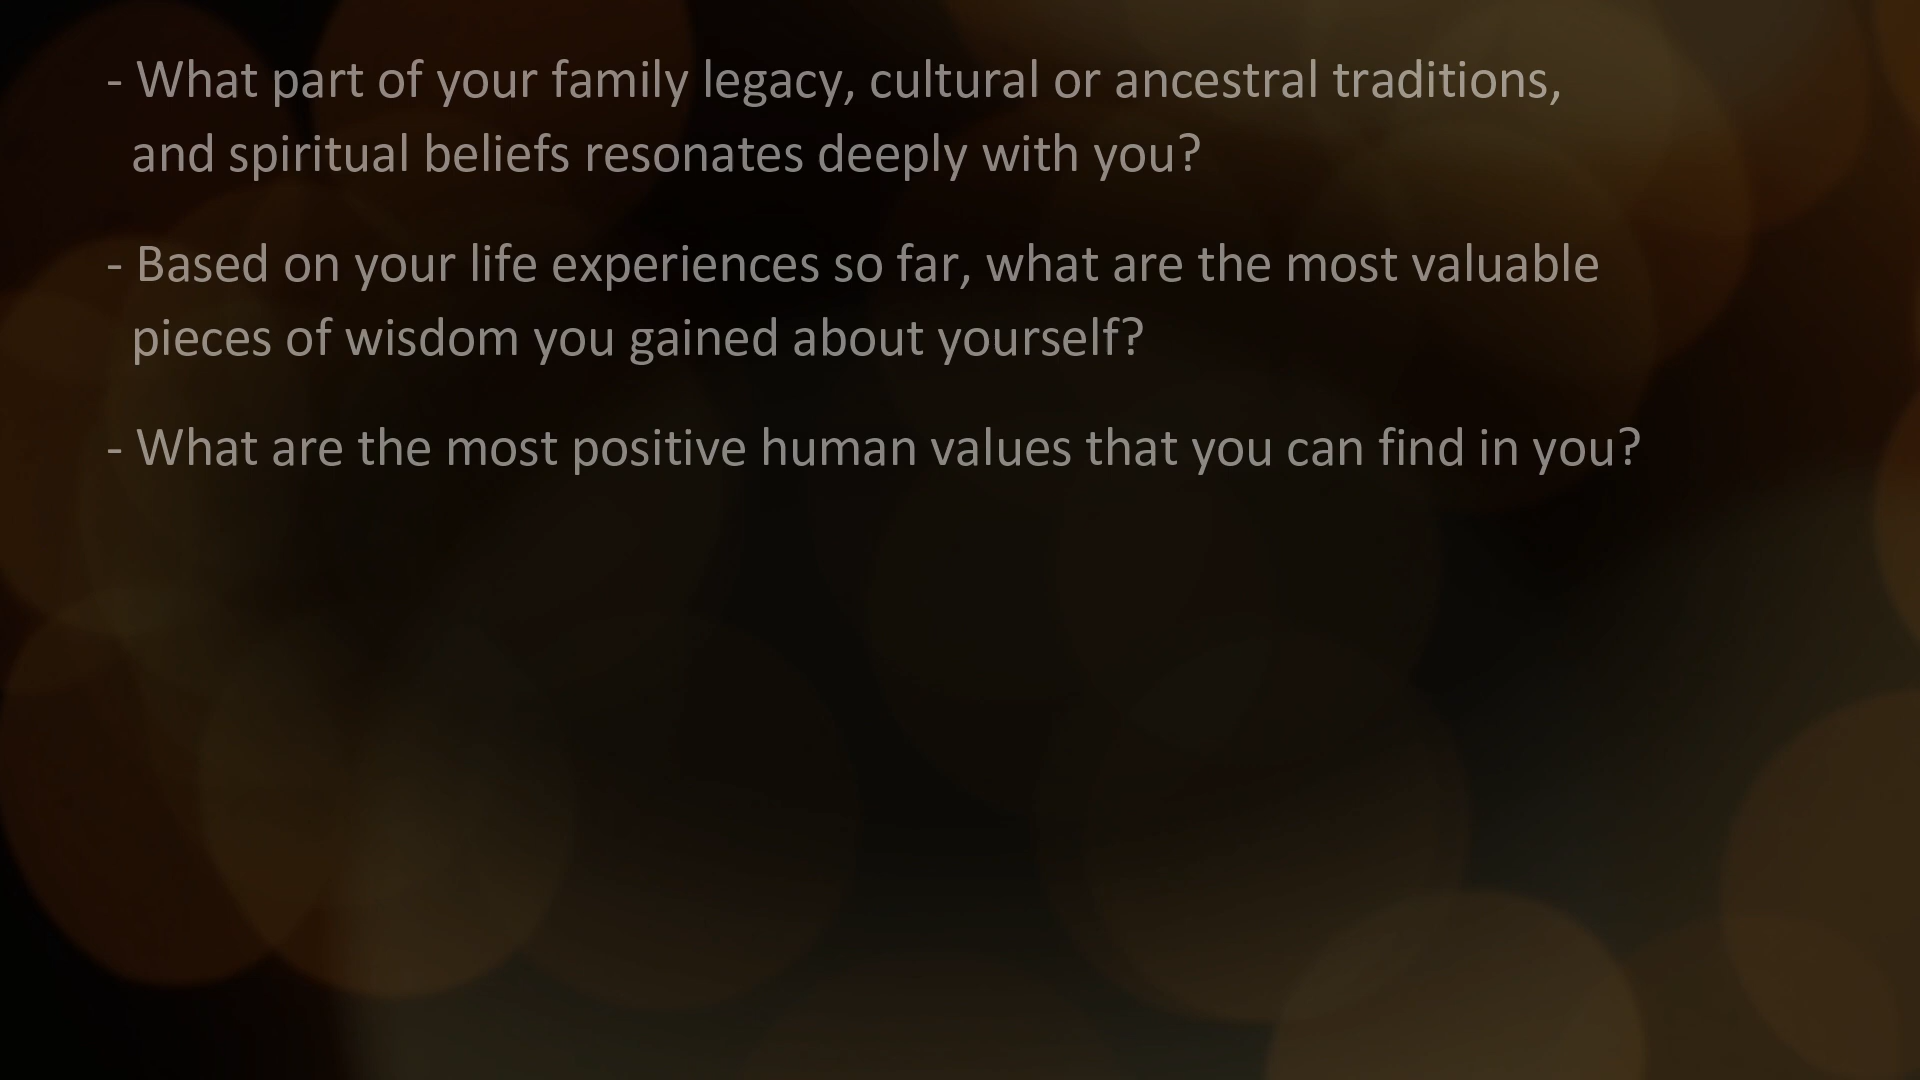 - What part of your family legacy, cultural or ancestral traditions,
and spiritual beliefs resonates deeply with you?
- Based on your life experiences so far, what are the most valuable
pieces of wisdom you gained about yourself?
- What are the most positive human values that you can find in you?